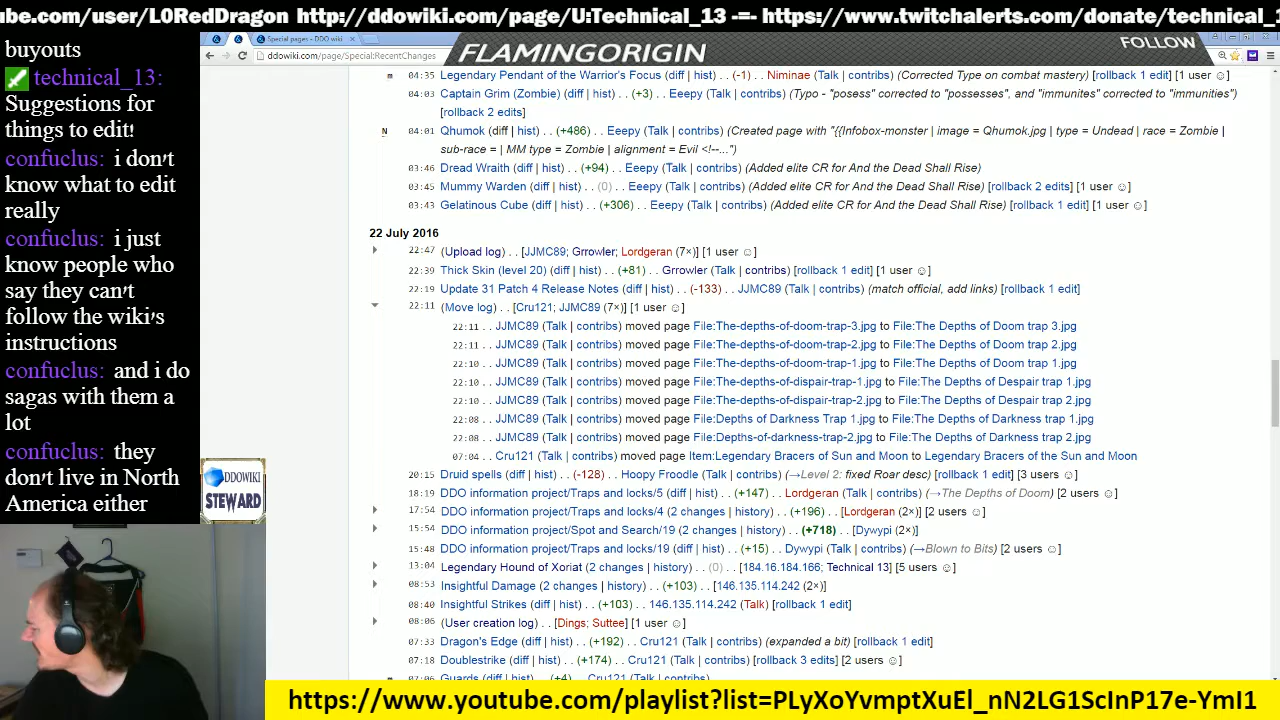 ube.com/user/L0RedDragon http://ddowiki.com/page/U:Technical_13 -=- https://www.twitchalerts.com/donate/technical_1
buyouts
technical_13:
Suggestions for
things to edit!
confuclus: i don't
know what to edit
really
confuclus: i just
know people who
say they can't
follow the wiki's
instructions
confuclus: and i do
sagas with them a
lot
confuclus: they
don't live in North
America either
DDOWIKI
STEWARD
Special pages - DDO wiki
FLAMINGORIGIN
FOLLOW
ddowiki.com/page/Special:RecentChanges
m 04:35 Legendary Pendant of the Warrior's Focus (diff | hist) . . (-1) . . Niminae (Talk | contribs) (Corrected Type on combat mastery) [rollback 1 edit] [1 user ☺]
04:03 Captain Grim (Zombie) (diff | hist) . . (+3) . . Eeepy (Talk | contribs) (Typo - "posess" corrected to "possesses", and "immunites" corrected to "immunities")
[rollback 2 edits]
N 04:01 Qhumok (diff | hist) . . (+486) . . Eeepy (Talk | contribs) (Created page with "{{Infobox-monster | image = Qhumok.jpg | type = Undead | race = Zombie |
sub-race = | MM type = Zombie | alignment = Evil <!--...")
03:46 Dread Wraith (diff | hist) . . (+94) . . Eeepy (Talk | contribs) (Added elite CR for And the Dead Shall Rise)
03:45 Mummy Warden (diff | hist) . . (0) . . Eeepy (Talk | contribs) (Added elite CR for And the Dead Shall Rise) [rollback 2 edits] [1 user ☺]
03:43 Gelatinous Cube (diff | hist) . . (+306) . . Eeepy (Talk | contribs) (Added elite CR for And the Dead Shall Rise) [rollback 1 edit] [1 user ☺]
22 July 2016
22:47 (Upload log) . . [JJMC89; Grrowler; Lordgeran (7×)] [1 user ☺]
22:39 Thick Skin (level 20) (diff | hist) . . (+81) . . Grrowler (Talk | contribs) [rollback 1 edit] [1 user ☺]
22:19 Update 31 Patch 4 Release Notes (diff | hist) . . (-133) . . JJMC89 (Talk | contribs) (match official, add links) [rollback 1 edit]
22:11 (Move log) . . [Cru121; JJMC89 (7×)] [1 user ☺]
22:11 . . JJMC89 (Talk | contribs) moved page File:The-depths-of-doom-trap-3.jpg to File:The Depths of Doom trap 3.jpg
22:11 . . JJMC89 (Talk | contribs) moved page File:The-depths-of-doom-trap-2.jpg to File:The Depths of Doom trap 2.jpg
22:10 . . JJMC89 (Talk | contribs) moved page File:The-depths-of-doom-trap-1.jpg to File:The Depths of Doom trap 1.jpg
22:10 . . JJMC89 (Talk | contribs) moved page File:The-depths-of-dispair-trap-1.jpg to File:The Depths of Despair trap 1.jpg
22:10 . . JJMC89 (Talk | contribs) moved page File:The-depths-of-dispair-trap-2.jpg to File:The Depths of Despair trap 2.jpg
22:08 . . JJMC89 (Talk | contribs) moved page File:Depths of Darkness Trap 1.jpg to File:The Depths of Darkness trap 1.jpg
22:08 . . JJMC89 (Talk | contribs) moved page File:Depths-of-darkness-trap-2.jpg to File:The Depths of Darkness trap 2.jpg
07:04 . . Cru121 (Talk | contribs) moved page Item:Legendary Bracers of the Sun and Moon to Legendary Bracers of the Sun and Moon
20:15 Druid spells (diff | hist) . . (-128) . . Hoopy Froodle (Talk | contribs) (→Level 2: fixed Roar desc) [rollback 1 edit] [3 users ☺]
18:19 DDO information project/Traps and locks/5 (diff | hist) . . (+147) . . Lordgeran (Talk | contribs) (→The Depths of Doom) [2 users ☺]
17:54 DDO information project/Traps and locks/4 (2 changes | history) . . (+196) . . [Lordgeran (2×)] [2 users ☺]
15:54 DDO information project/Spot and Search/19 (2 changes | history) . . (+718) . . [Dywypi (2×)]
15:48 DDO information project/Traps and locks/19 (diff | hist) . . (+15) . . Dywypi (Talk | contribs) (→Blown to Bits) [2 users ☺]
13:04 Legendary Hound of Xoriat (2 changes | history) . . (0) . . [184.16.184.166; Technical 13] [5 users ☺]
08:53 Insightful Damage (2 changes | history) . . (+103) . . [146.135.114.242 (2×)]
08:40 Insightful Strikes (diff | hist) . . (+103) . . 146.135.114.242 (Talk) [rollback 1 edit]
08:06 (User creation log) . . [Dings; Suttee] [1 user ☺]
07:33 Dragon's Edge (diff | hist) . . (+192) . . Cru121 (Talk | contribs) (expanded a bit) [rollback 1 edit]
07:18 Doublestrike (diff | hist) . . (+174) . . Cru121 (Talk | contribs) [rollback 3 edits] [2 users ☺]
07:06 Guards (diff | hist) . . (+4) . . Cru121 (Talk | contribs)
https://www.youtube.com/playlist?list=PLyXoYvmptXuEl_nN2LG1ScInP17e-YmI1